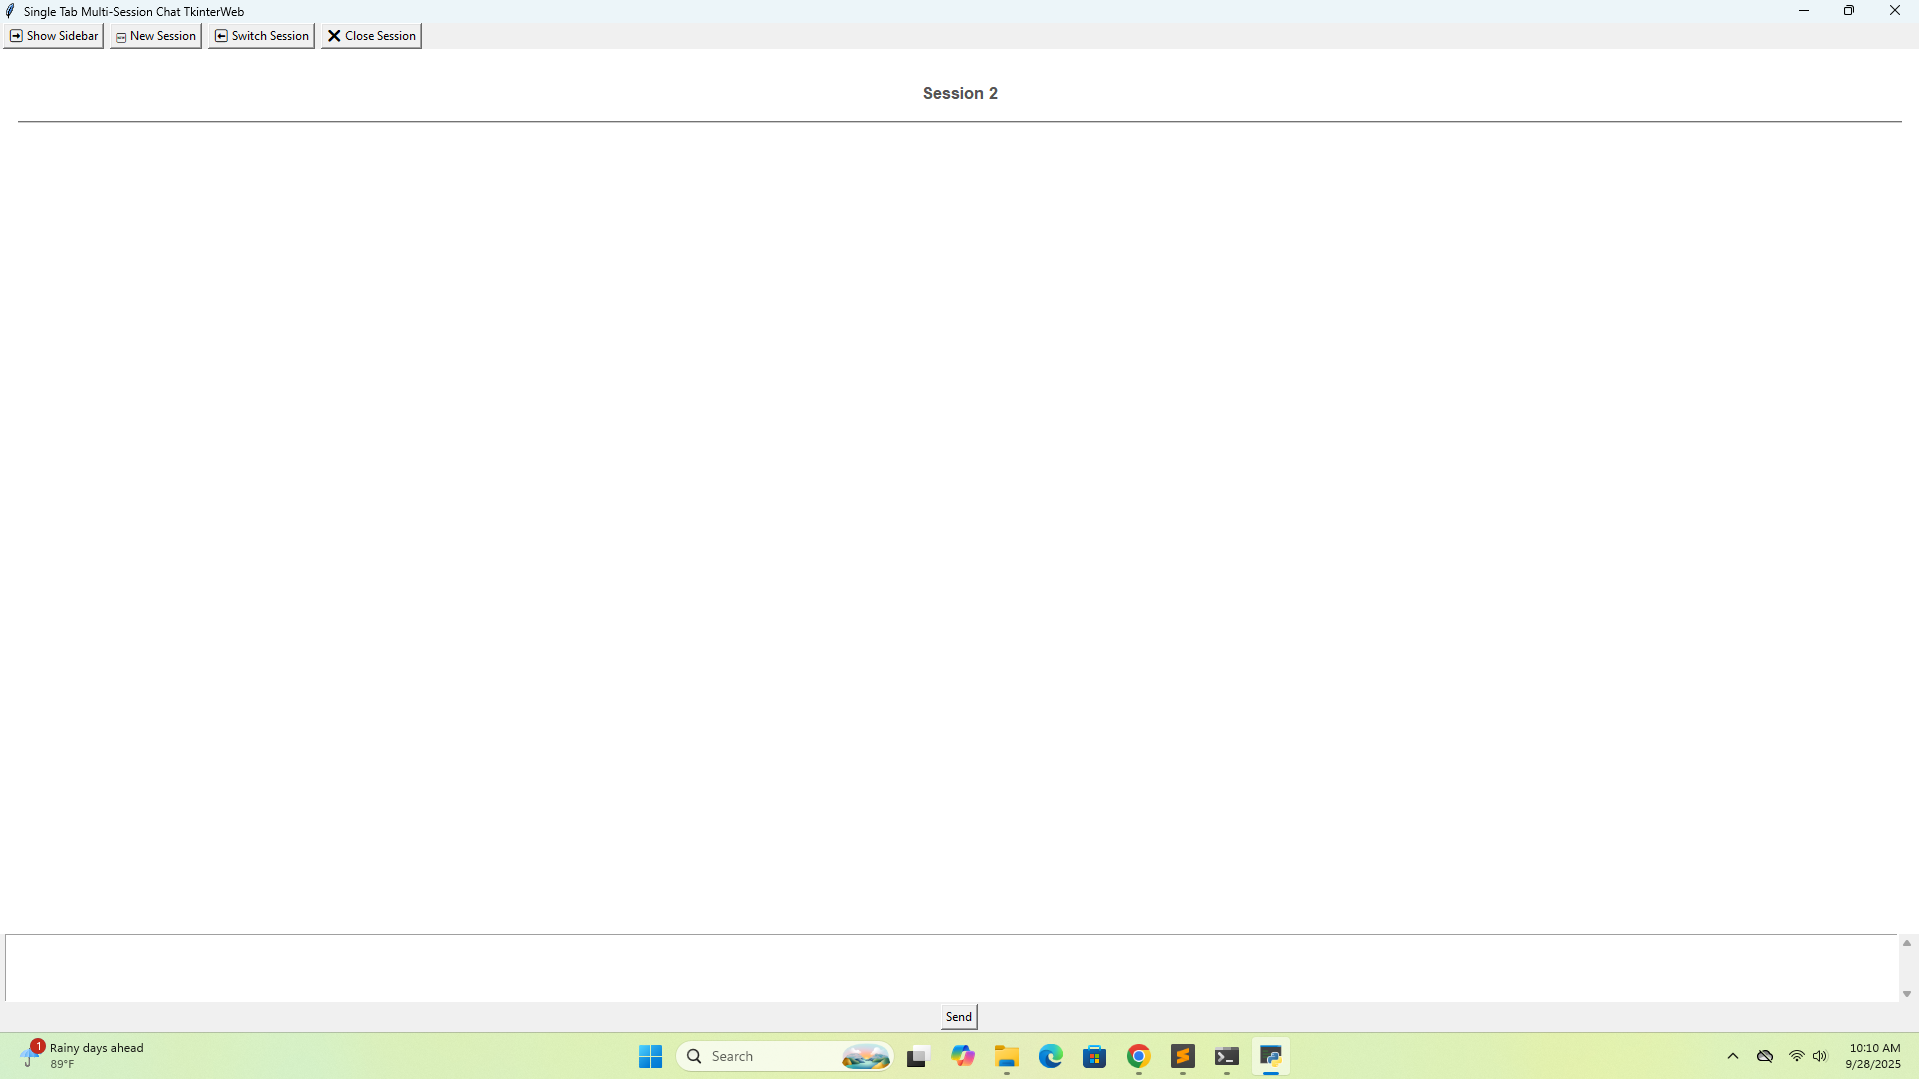 Single Tab Multi-Session Chat TkinterWeb
Show Sidebar New Session Switch Session Close Session
Session 2
Send
1 Rainy days ahead
89°F
Search
10:10 AM
9/28/2025